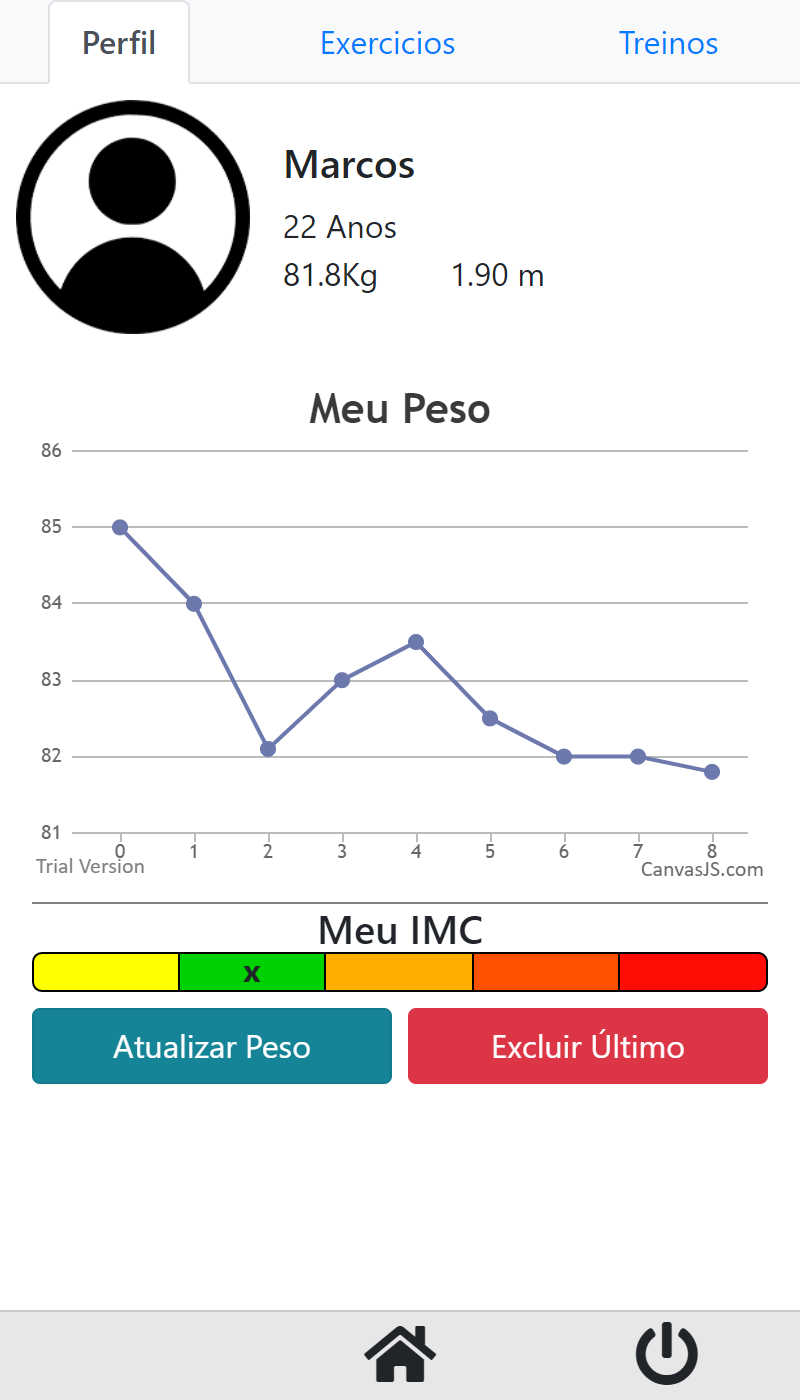 Perfil Exercicios Treinos
Marcos
22 Anos
81.8Kg 1.90 m
Meu Peso
86
85
84
83
82
81
0 1 2 3 4 5 6 7 8
Trial Version CanvasJS.com
Meu IMC
x
Atualizar Peso Excluir Último